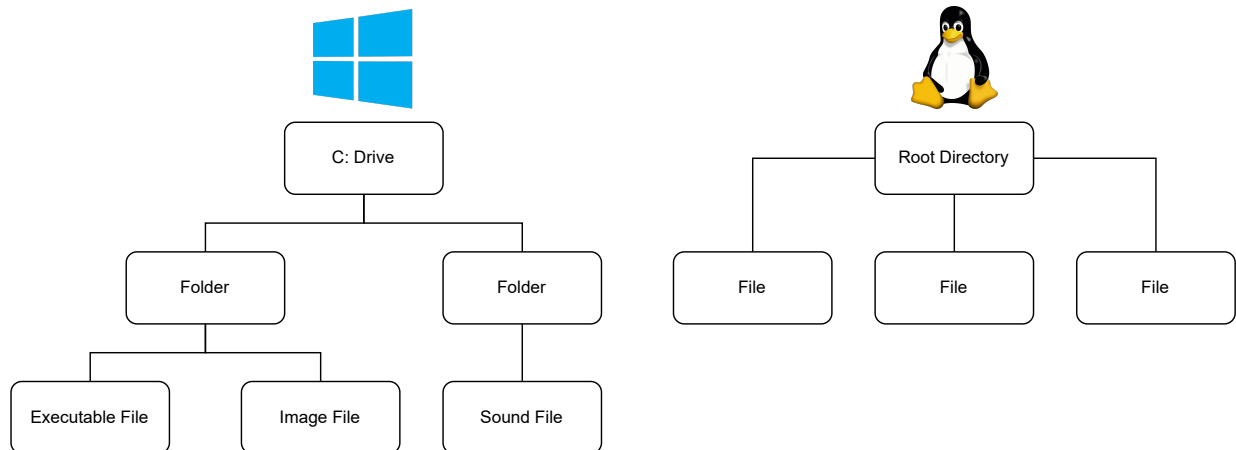 C: Drive
Root Directory
Folder
Folder
File
File
File
Executable File
Image File
Sound File